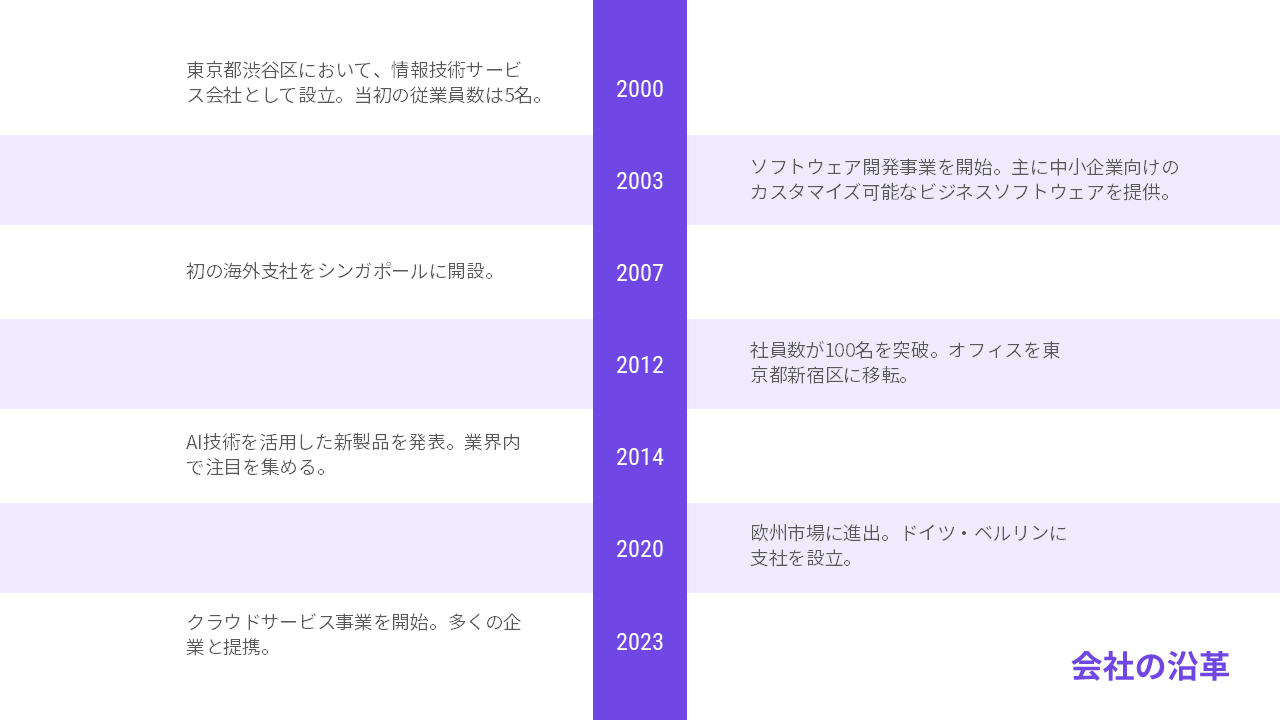 東京都渋谷区において、情報技術サービ
ス会社として設立。当初の従業員数は5名。
2000
2003
ソフトウェア開発事業を開始。主に中小企業向けの
カスタマイズ可能なビジネスソフトウェアを提供。
初の海外支社をシンガポールに開設。
2007
2012
社員数が100名を突破。オフィスを東
京都新宿区に移転。
AI技術を活用した新製品を発表。業界内
で注目を集める。
2014
2020
欧州市場に進出。ドイツ・ベルリンに
支社を設立。
クラウドサービス事業を開始。多くの企
業と提携。
2023
会社の沿革